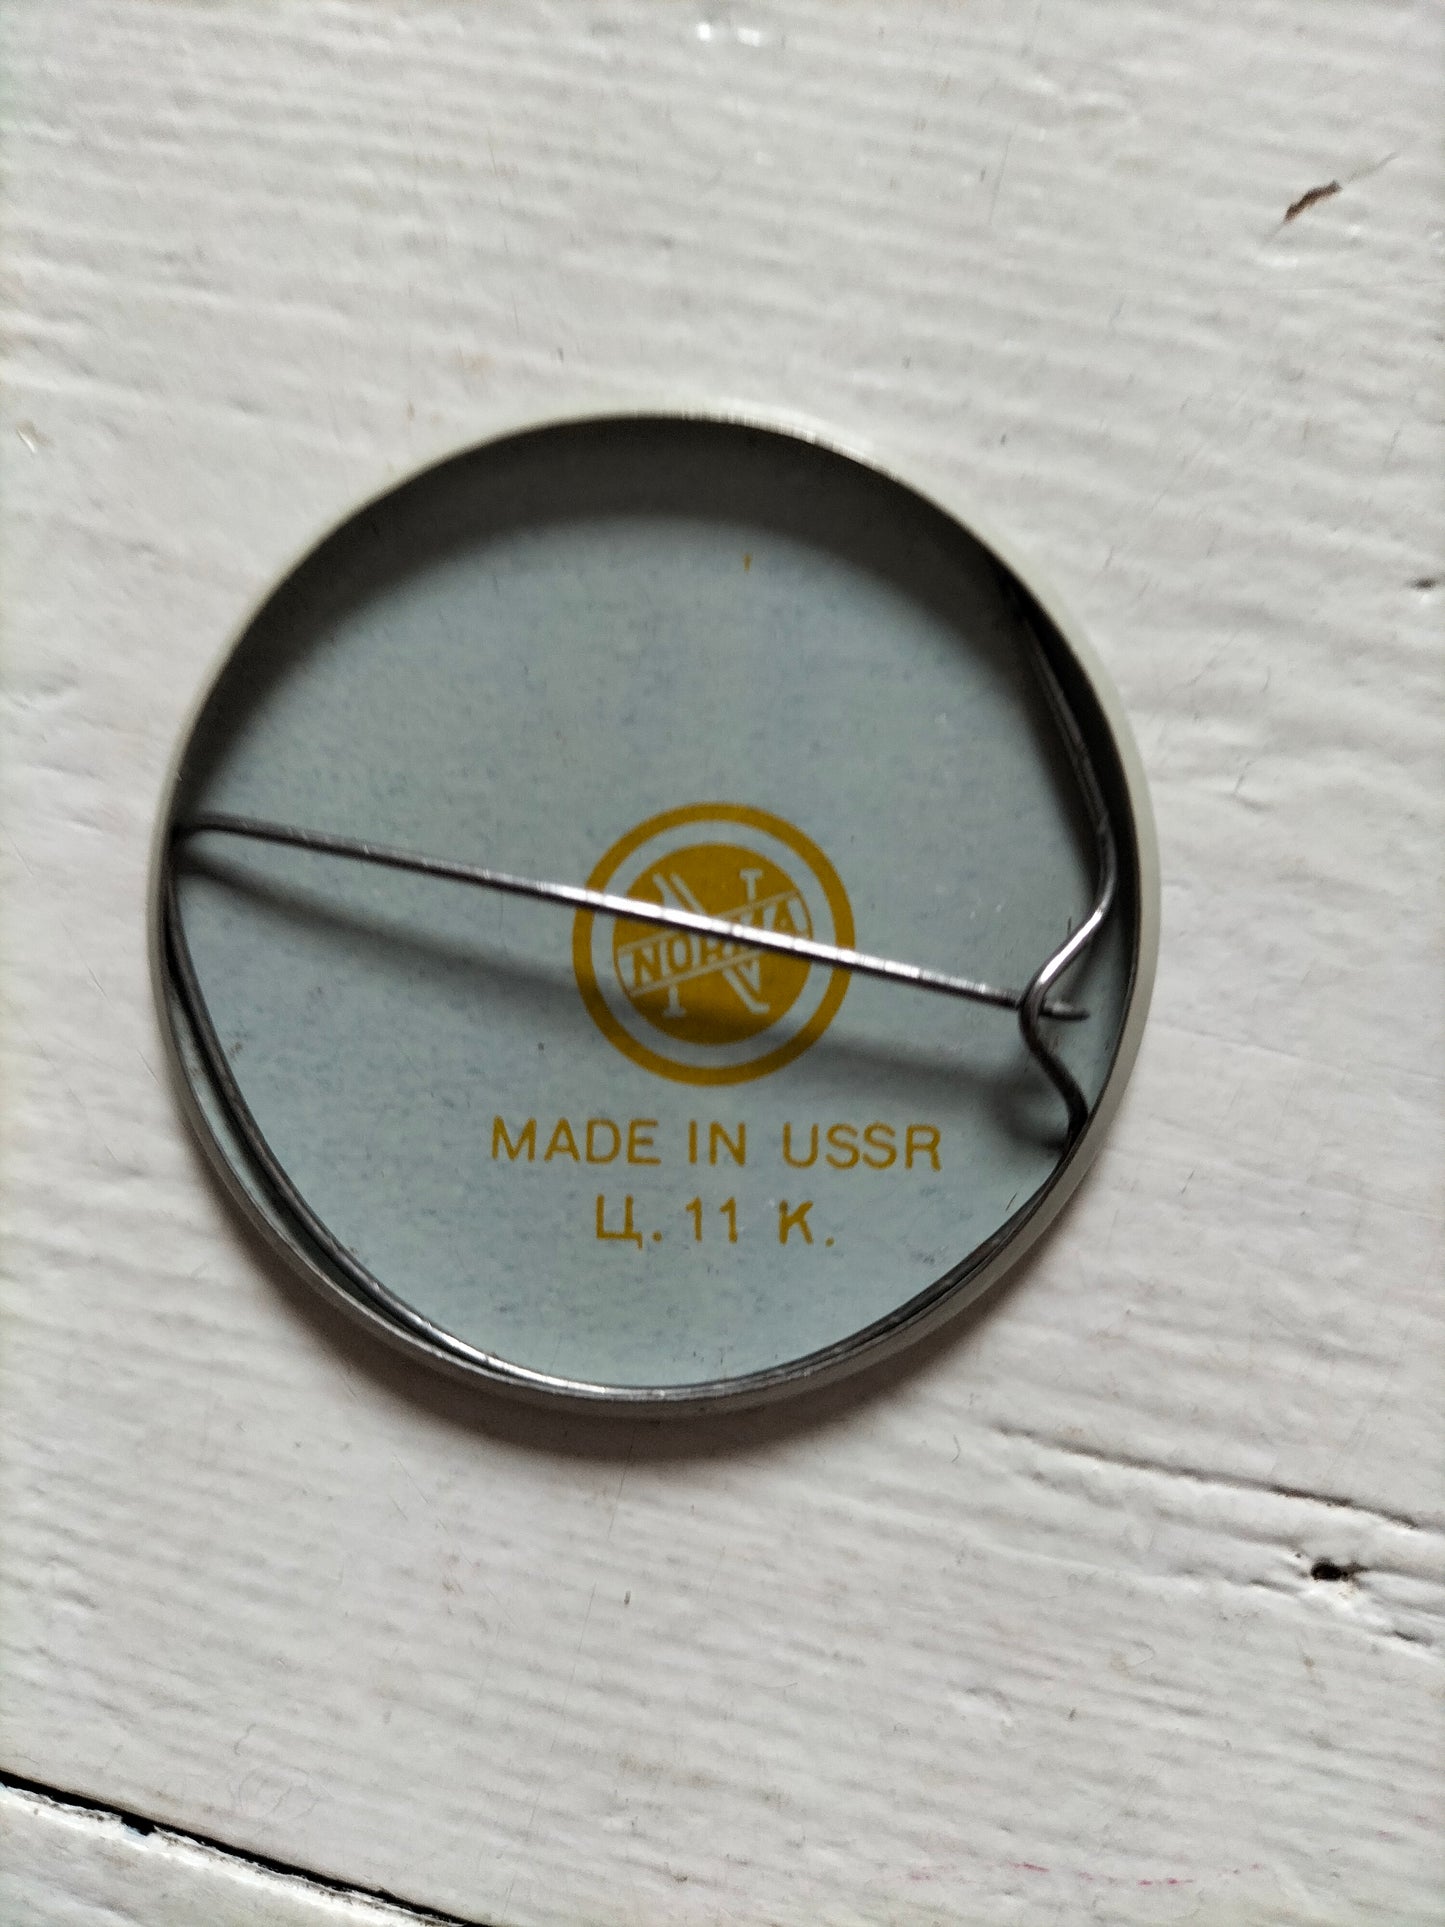 NORMA
MADE IN USSR
Ц. 11 К.